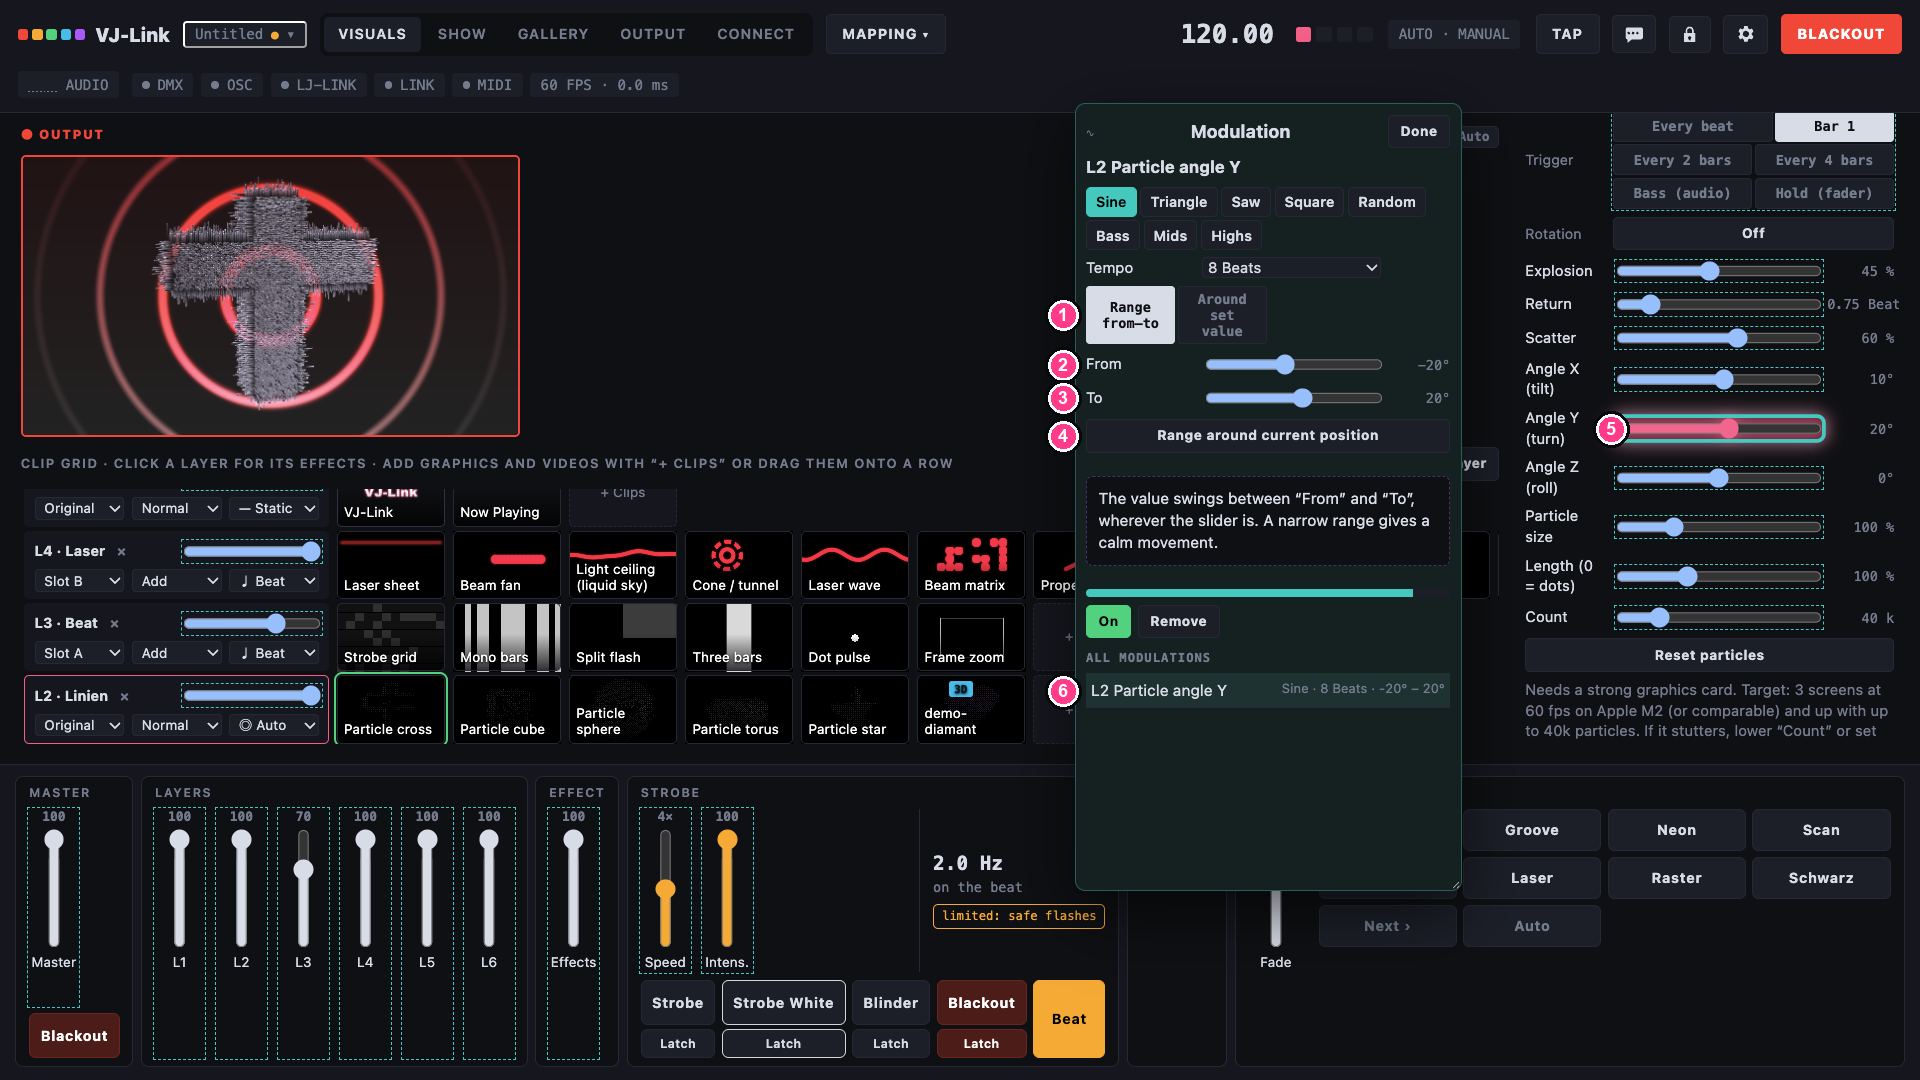 VJ-Link
Untitled
VISUALS
SHOW
GALLERY
OUTPUT
CONNECT
MAPPING
120.00
AUTO · MANUAL
TAP
BLACKOUT
AUDIO
DMX
OSC
LJ-LINK
LINK
MIDI
60 FPS · 0.0 ms
OUTPUT
CLIP GRID · CLICK A LAYER FOR ITS EFFECTS · ADD GRAPHICS AND VIDEOS WITH “+ CLIPS” OR DRAG THEM ONTO A ROW
Original
Normal
— Static
VJ-Link
VJ-Link
Now Playing
+ Clips
L4 · Laser ×
Slot B
Add
♩ Beat
Laser sheet
Beam fan
Light ceiling
(liquid sky)
Cone / tunnel
Laser wave
Beam matrix
Prope
L3 · Beat ×
Slot A
Add
♩ Beat
Strobe grid
Mono bars
Split flash
Three bars
Dot pulse
Frame zoom
+
L2 · Linien ×
Original
Normal
◎ Auto
Particle cross
Particle cube
Particle
sphere
Particle torus
Particle star
3D
demo-
diamant
Modulation
Done
L2 Particle angle Y
Sine
Triangle
Saw
Square
Random
Bass
Mids
Highs
Tempo
8 Beats
1
Range
from–to
Around
set
value
2
From
−20°
3
To
20°
4
Range around current position
The value swings between “From” and “To”,
wherever the slider is. A narrow range gives a
calm movement.
On
Remove
ALL MODULATIONS
6
L2 Particle angle Y
Sine · 8 Beats · -20° – 20°
Auto
yer
Trigger
Every beat
Bar 1
Every 2 bars
Every 4 bars
Bass (audio)
Hold (fader)
Rotation
Off
Explosion
45 %
Return
0.75 Beat
Scatter
60 %
Angle X
(tilt)
10°
Angle Y
(turn)
5
20°
Angle Z
(roll)
0°
Particle
size
100 %
Length (0
= dots)
100 %
Count
40 k
Reset particles
Needs a strong graphics card. Target: 3 screens at
60 fps on Apple M2 (or comparable) and up with up
to 40k particles. If it stutters, lower “Count” or set
MASTER
100
Master
Blackout
LAYERS
100
100
70
100
100
100
L1
L2
L3
L4
L5
L6
EFFECT
100
Effects
STROBE
4×
100
Speed
Intens.
2.0 Hz
on the beat
limited: safe flashes
Strobe
Strobe White
Blinder
Blackout
Beat
Latch
Latch
Latch
Latch
Fade
Groove
Neon
Scan
Laser
Raster
Schwarz
Next ›
Auto